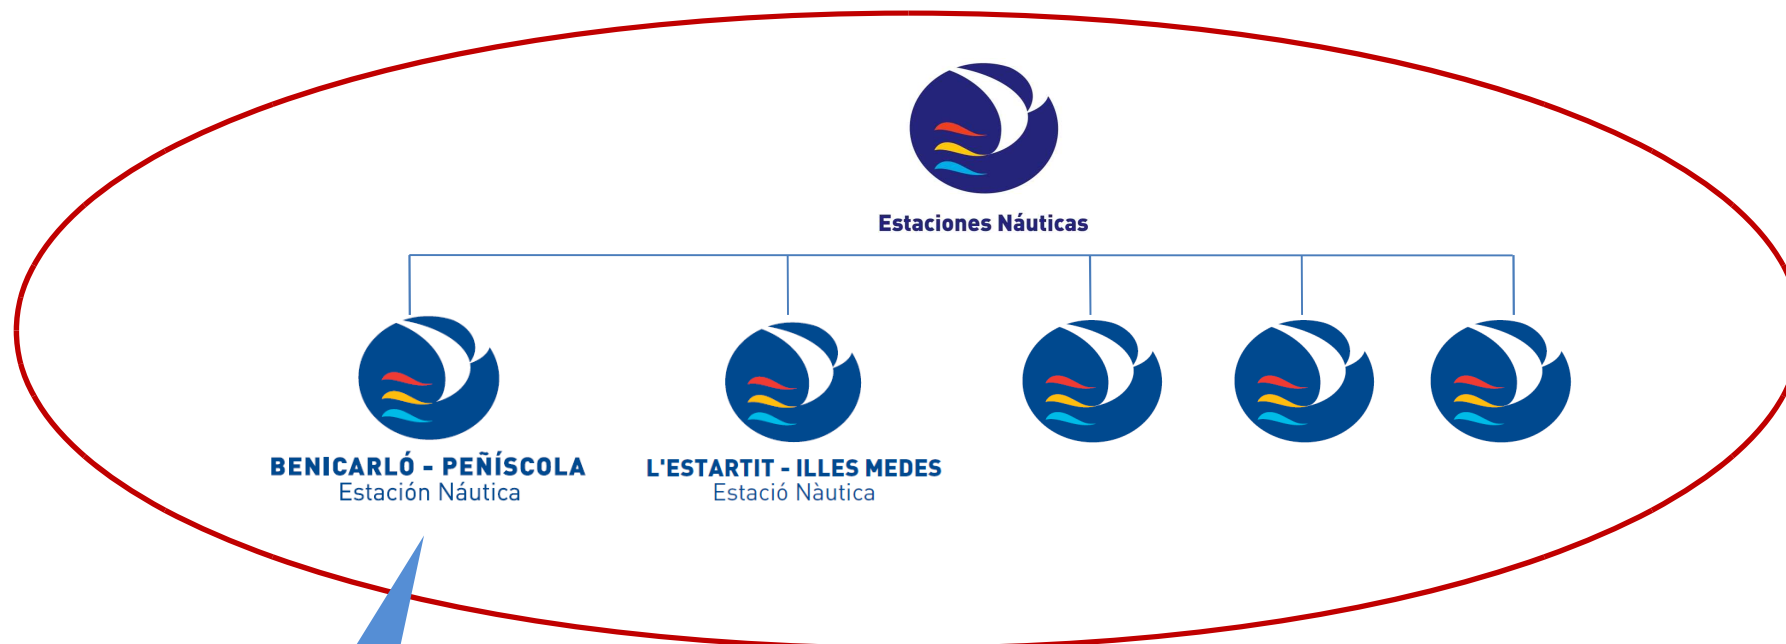 Estaciones Náuticas
BENICARLÓ - PEÑÍSCOLA
Estación Náutica
L'ESTARTIT - ILLES MEDES
Estació Nàutica